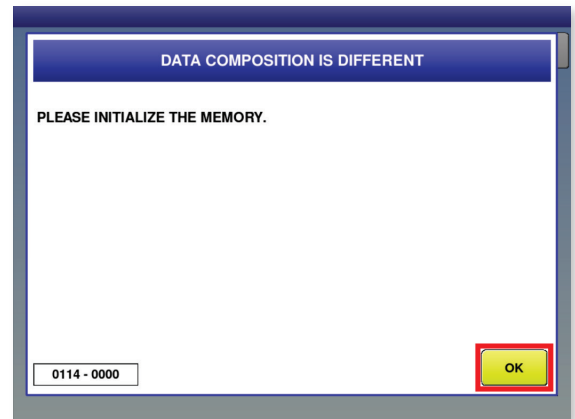 DATA COMPOSITION IS DIFFERENT
PLEASE INITIALIZE THE MEMORY.
0114 - 0000
OK